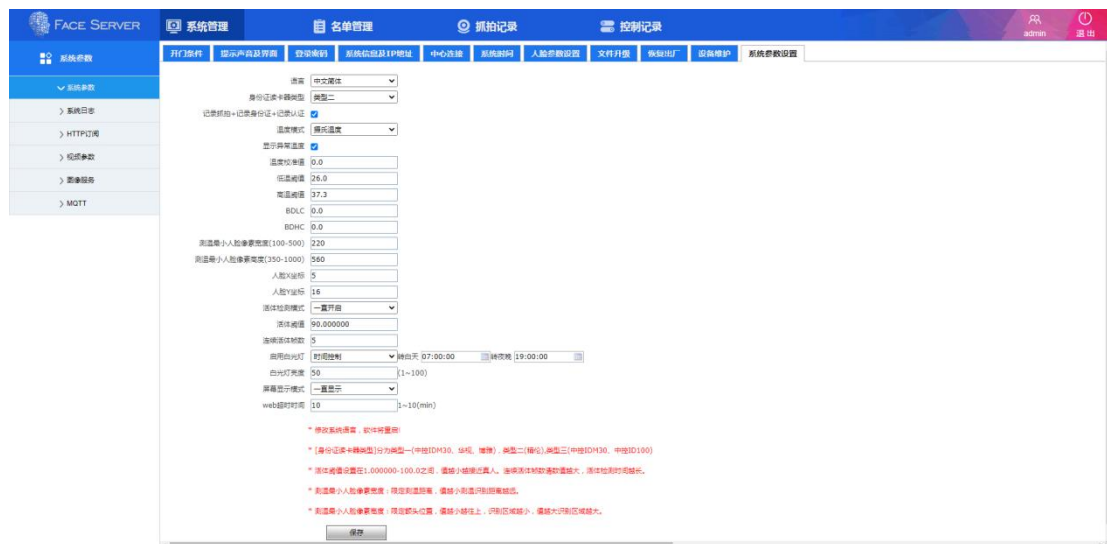 FACE SERVER 系统管理 名单管理 抓拍记录 控制记录 admin 退出
系统参数 开门条件 提示声音及界面 登录密码 系统信息及IP地址 中心连接 系统时间 人脸参数设置 文件升级 恢复出厂 设备维护 系统参数设置
系统参数
系统日志
HTTP订阅
视频参数
图像服务
MQTT
语言 中文简体
身份证读卡器类型 类型二
记录抓拍+记录身份证+记录认证
温度模式 摄氏温度
显示异常温度
温度校准值 0.0
低温阈值 26.0
高温阈值 37.3
BDLC 0.0
BDHC 0.0
测温最小人脸像素宽度(100-500) 220
测温最小人脸像素高度(350-1000) 560
人脸X坐标 5
人脸Y坐标 16
活体检测模式 一直开启
活体阈值 90.000000
连续活体帧数 5
启用白光灯 时间控制 转白天 07:00:00 转夜晚 19:00:00
白光灯亮度 50 (1~100)
屏幕显示模式 一直显示
web超时时间 10 1~10(min)
* 修改系统语言，软件将重启!
* [身份证读卡器类型]分为类型一(中控IDM30、华视、)，类型二(精伦),类型三(中控IDM30、中控ID100)
* 活体阈值设置在1.000000-100.0之间，值越小越接近真人。连续活体帧数通数值越大，活体检测时间越长。
* 测温最小人脸像素宽度：限定测温距离，值越小测温识别距离越远。
* 测温最小人脸像素高度：限定额头位置，值越小越往上，识别区域越小，值越大识别区域越大。
保存